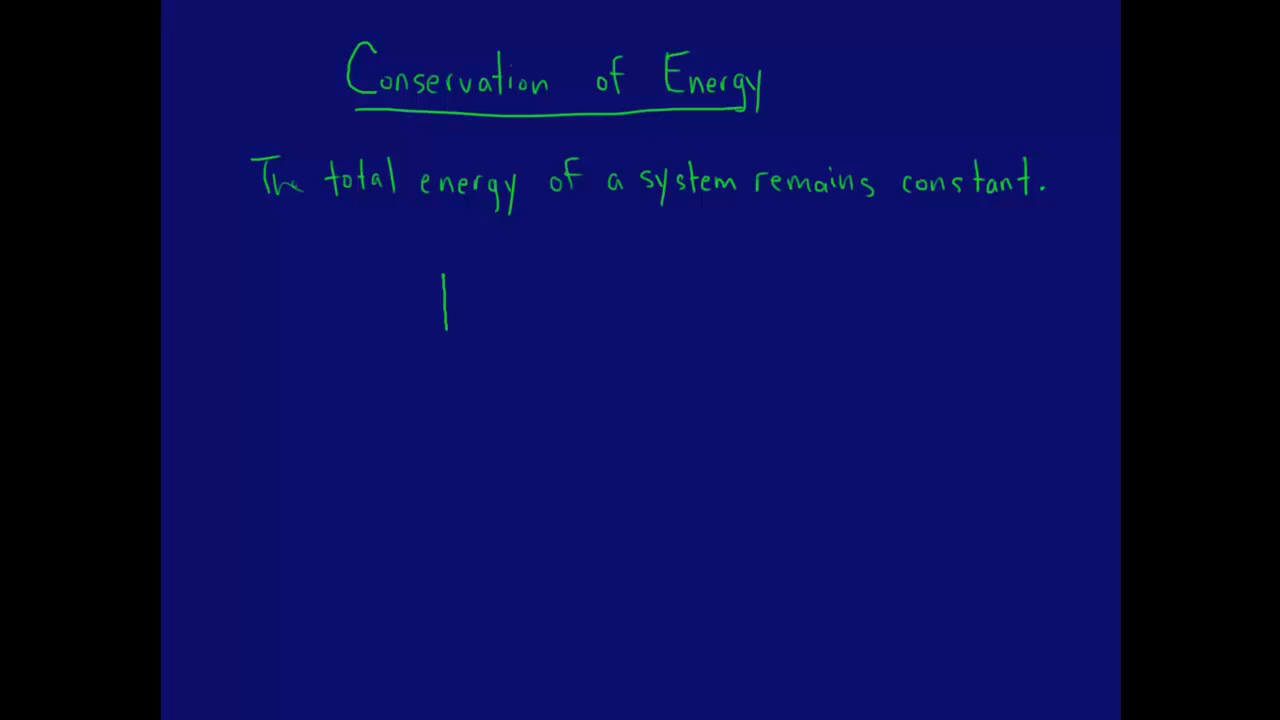 Conservation of Energy
The total energy of a system remains constant.